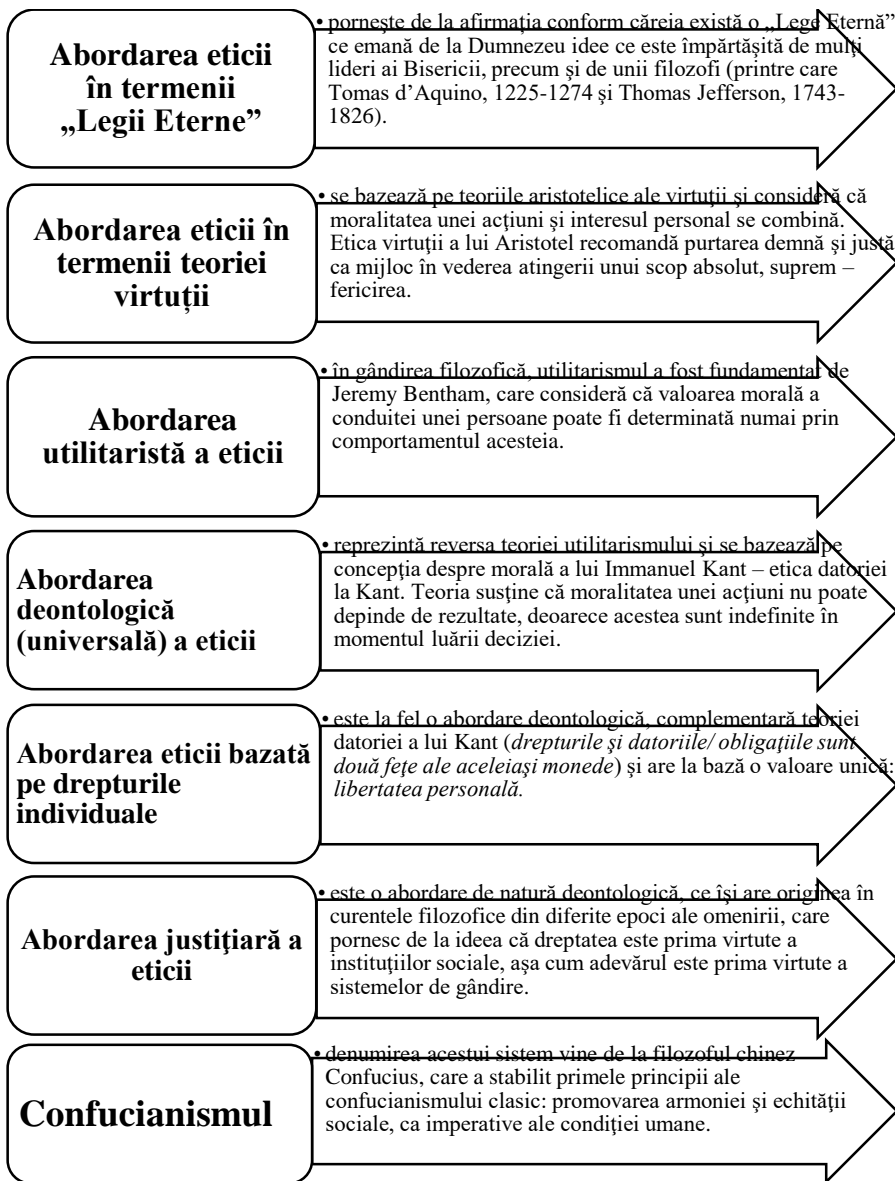 Abordarea eticii
în termenii
„Legii Eterne”
• porneşte de la afirmaţia conform căreia există o „Lege Eternă”
ce emană de la Dumnezeu idee ce este împărtăşită de mulţi
lideri ai Bisericii, precum şi de unii filozofi (printre care
Tomas d’Aquino, 1225-1274 şi Thomas Jefferson, 1743-
1826).
Abordarea eticii în
termenii teoriei
virtuții
• se bazează pe teoriile aristotelice ale virtuţii şi consideră că
moralitatea unei acţiuni şi interesul personal se combină.
Etica virtuţii a lui Aristotel recomandă purtarea demnă şi justă
ca mijloc în vederea atingerii unui scop absolut, suprem –
fericirea.
Abordarea
utilitaristă a eticii
• în gândirea filozofică, utilitarismul a fost fundamentat de
Jeremy Bentham, care consideră că valoarea morală a
conduitei unei persoane poate fi determinată numai prin
comportamentul acesteia.
Abordarea
deontologică
(universală) a eticii
• reprezintă reversa teoriei utilitarismului şi se bazează pe
concepţia despre morală a lui Immanuel Kant – etica datoriei
la Kant. Teoria susţine că moralitatea unei acţiuni nu poate
depinde de rezultate, deoarece acestea sunt indefinite în
momentul luării deciziei.
Abordarea eticii bazată
pe drepturile
individuale
• este la fel o abordare deontologică, complementară teoriei
datoriei a lui Kant (drepturile şi datoriile/ obligaţiile sunt
două feţe ale aceleiaşi monede) şi are la bază o valoare unică:
libertatea personală.
Abordarea justiţiară a
eticii
• este o abordare de natură deontologică, ce îşi are originea în
curentele filozofice din diferite epoci ale omenirii, care
pornesc de la ideea că dreptatea este prima virtute a
instituţiilor sociale, aşa cum adevărul este prima virtute a
sistemelor de gândire.
Confucianismul
• denumirea acestui sistem vine de la filozoful chinez
Confucius, care a stabilit primele principii ale
confucianismului clasic: promovarea armoniei şi echităţii
sociale, ca imperative ale condiţiei umane.